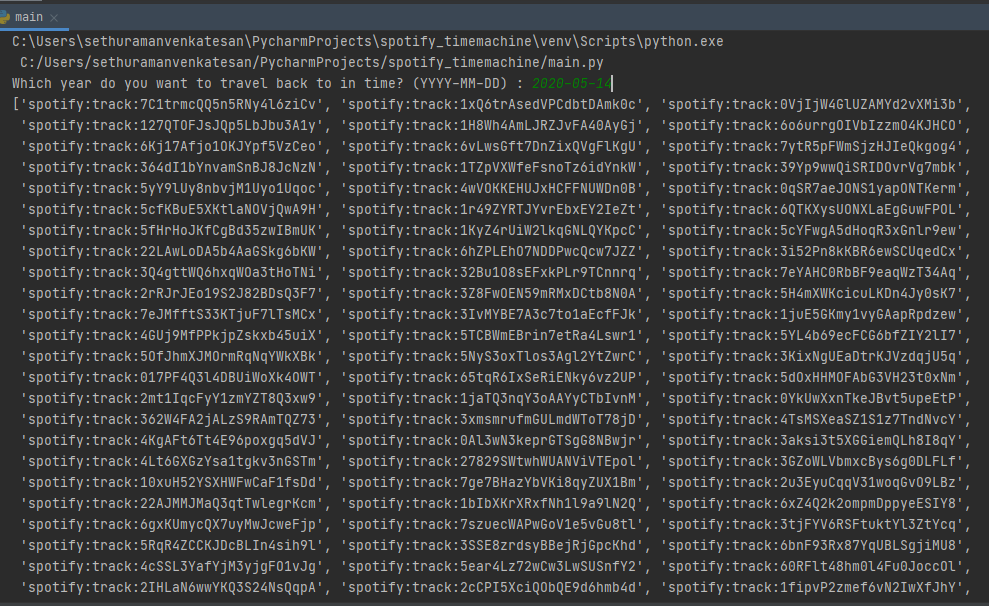 main
C:\Users\sethuramanvenkatesan\PycharmProjects\spotify_timemachine\venv\Scripts\python.exe
C:/Users/sethuramanvenkatesan/PycharmProjects/spotify_timemachine/main.py
Which year do you want to travel back to in time? (YYYY-MM-DD) : 2020-05-14
['spotify:track:7C1trmcQQ5n5RNy4l6ziCv', 'spotify:track:1xQ6trAsedVPCdbtDAmk0c', 'spotify:track:0VjIjW4GlUZAMYd2vXMi3b',
'spotify:track:127QTOFJsJQp5LbJbu3A1y', 'spotify:track:1H8Wh4AmLJRZJvFA40AyGj', 'spotify:track:6o6urrgOIVbIzzmO4KJHCO',
'spotify:track:6Kj17Afjo1OKJYpf5VzCeo', 'spotify:track:6vLwsGft7DnZixQVgFlKgU', 'spotify:track:7ytR5pFWmSjzHJIeQkgog4',
'spotify:track:364dI1bYnvamSnBJ8JcNzN', 'spotify:track:1TZpVXWfeFsnoTz6idYnkW', 'spotify:track:39Yp9wwQiSRIDOvrVg7mbk',
'spotify:track:5yY9lUy8nbvjM1Uyo1Uqoc', 'spotify:track:4wVOKKEHUJxHCFFNUWDn0B', 'spotify:track:0qSR7aeJONS1yapONTKerm',
'spotify:track:5cfKBuE5XKtlaNOVjQwA9H', 'spotify:track:1r49ZYRTJYvrEbxEY2IeZt', 'spotify:track:6QTKXysUONXLaEgGuwFPOL',
'spotify:track:5fHrHoJKfCgBd35zwIBmUK', 'spotify:track:1KyZ4rUiW2lkqGNLQYKpcC', 'spotify:track:5cYFwgA5dHoqR3xGnlr9ew',
'spotify:track:22LAwLoDA5b4AaGSkg6bKW', 'spotify:track:6hZPLEhO7NDDPwcQcw7JZZ', 'spotify:track:3i52Pn8kKBR6ewSCUqedCx',
'spotify:track:3Q4gttWQ6hxqWOa3tHoTNi', 'spotify:track:32Bu1O8sEFxkPLr9TCnnrq', 'spotify:track:7eYAHC0RbBF9eaqWzT34Aq',
'spotify:track:2rRJrJEo19S2J82BDsQ3F7', 'spotify:track:3Z8FwOEN59mRMxDCtb8N0A', 'spotify:track:5H4mXWKcicuLKDn4Jy0sK7',
'spotify:track:7eJMfftS33KTjuF7lTsMCx', 'spotify:track:3IvMYBE7A3c7to1aEcfFJk', 'spotify:track:1juE5GKmy1vyGAapRpdzew',
'spotify:track:4GUj9MfPPkjpZskxb45uiX', 'spotify:track:5TCBWmEBrin7etRa4Lswr1', 'spotify:track:5YL4b69ecFCG6bfZIY2lI7',
'spotify:track:5OfJhmXJMOrmRqNqYWkXBk', 'spotify:track:5NyS3oxTlos3Agl2YtZwrC', 'spotify:track:3KixNgUEaDtrKJVzdqjU5q',
'spotify:track:017PF4Q3l4DBUiWoXk4OWT', 'spotify:track:65tqR6IxSeRiENky6vz2UP', 'spotify:track:5dOxHHMOFAbG3VH23t0xNm',
'spotify:track:2mt1IqcFyY1zmYZT8Q3xw9', 'spotify:track:1jaTQ3nqY3oAAYyCTbIvnM', 'spotify:track:0YkUwXxnTkeJBvt5upeEtP',
'spotify:track:362W4FA2jALzS9RAmTQZ73', 'spotify:track:3xmsmrufmGULmdWToT78jD', 'spotify:track:4TsMSXeaSZ1S1z7TndNvcY',
'spotify:track:4KgAFt6Tt4E96poxgq5dVJ', 'spotify:track:0Al3wN3keprGTSgG8NBwjr', 'spotify:track:3aksi3t5XGGiemQLh8I8qY',
'spotify:track:4Lt6GXGzYsa1tgkv3nGSTm', 'spotify:track:27829SWtwhWUANViVTEpol', 'spotify:track:3GZoWLVbmxcBys6g0DLFLf',
'spotify:track:10xuH52YSXHWFwCaF1fsDd', 'spotify:track:7ge7BHazYbVKi8qyZUX1Bm', 'spotify:track:2u3EyuCqqV31woqGvO9LBz',
'spotify:track:22AJMMJMaQ3qtTwlegrKcm', 'spotify:track:1bIbXKrXRxfNh1l9a9lN2Q', 'spotify:track:6xZ4Q2k2ompmDppyeESIY8',
'spotify:track:6gxKUmycQX7uyMwJcweFjp', 'spotify:track:7szuecWAPwGoV1e5vGu8tl', 'spotify:track:3tjFYV6RSFtuktYl3ZtYcq',
'spotify:track:5RqR4ZCCKJDcBLIn4sih9l', 'spotify:track:3SSE8zrdsyBBejRjGpcKhd', 'spotify:track:6bnF93Rx87YqUBLSgjiMU8',
'spotify:track:4cSSL3YafYjM3yjgFO1vJg', 'spotify:track:5ear4Lz72wCw3LwSUSnfY2', 'spotify:track:60RFlt48hm0l4Fu0JoccOl',
'spotify:track:2IHLaN6wwYKQ3S24NsQqpA', 'spotify:track:2cCPI5XciQObQE9d6hmb4d', 'spotify:track:1fipvP2zmef6vN2IwXfJhY',